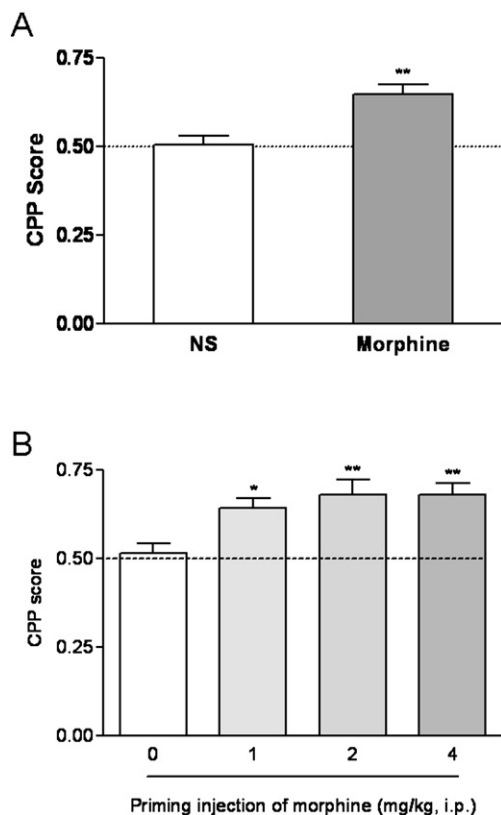 A
CPP Score
0.75
0.50
0.25
0.00
**
NS Morphine
B
CPP score
0.75
0.50
0.25
0.00
* ** **
0 1 2 4
Priming injection of morphine (mg/kg, i.p.)